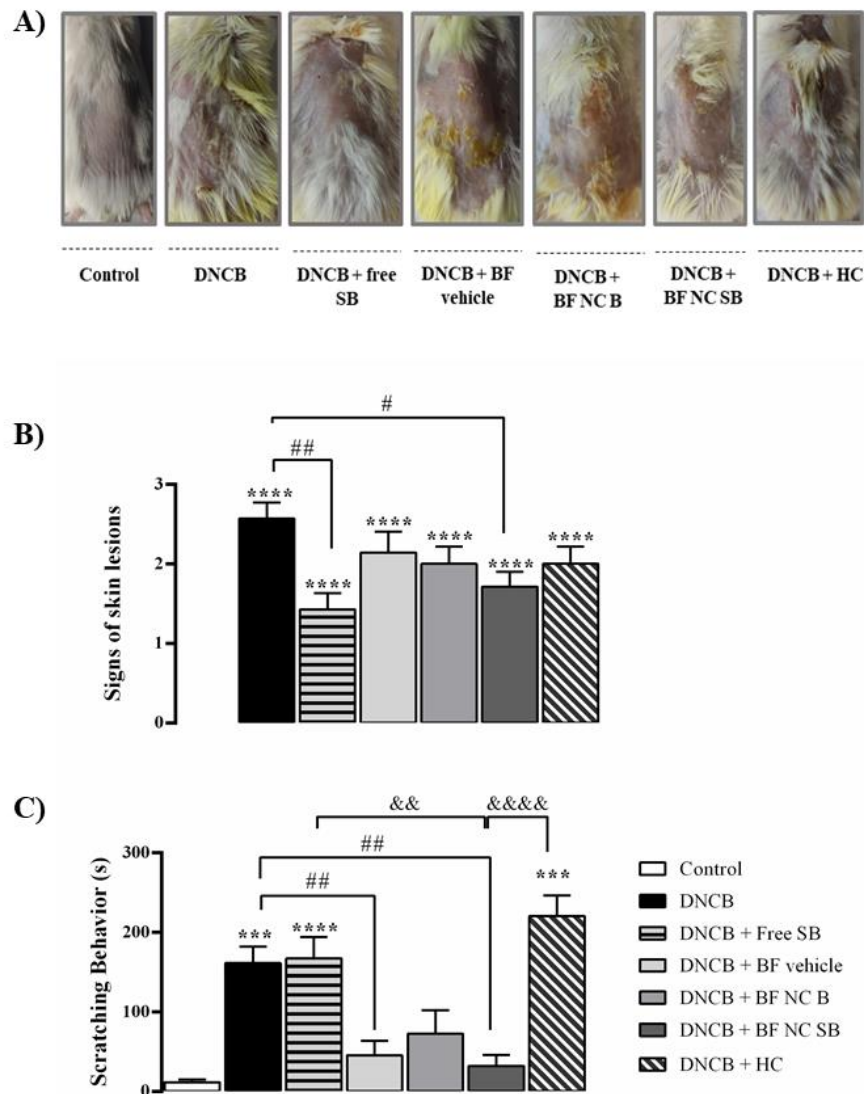 A)
Control
DNCB
DNCB + free
SB
DNCB + BF
vehicle
DNCB +
BF NC B
DNCB +
BF NC SB
DNCB + HC
B)
#
##
Signs of skin lesions
3
2
1
0
****
****
****
****
****
****
C)
&&
&&&&
##
##
Scratching Behavior (s)
300
200
100
0
***
****
***
Control
DNCB
DNCB + Free SB
DNCB + BF vehicle
DNCB + BF NC B
DNCB + BF NC SB
DNCB + HC